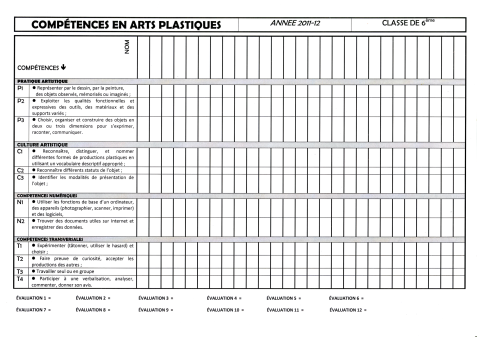 COMPÉTENCES EN ARTS PLASTIQUES ANNEE 2011-12 CLASSE DE 6ème
NOM
COMPÉTENCES
PRATIQUE ARTISTIQUE
P1 ● Représenter par le dessin, par la peinture,
des objets observés, mémorisés ou imaginés ;
P2 ● Exploiter les qualités fonctionnelles et
expressives des outils, des matériaux et des
supports variés ;
P3 ● Choisir, organiser et construire des objets en
deux ou trois dimensions pour s'exprimer,
raconter, communiquer.
CULTURE ARTISTIQUE
C1 ● Reconnaître, distinguer, et nommer
différentes formes de productions plastiques en
utilisant un vocabulaire descriptif approprié ;
C2 ● Reconnaître différents statuts de l'objet ;
C3 ● Identifier les modalités de présentation de
l'objet ;
COMPETENCES NUMÉRIQUES
N1 ● Utiliser les fonctions de base d'un ordinateur,
des appareils (photographier, scanner, imprimer)
et des logiciels,
N2 ● Trouver des documents utiles sur internet et
enregistrer des données.
COMPETENCES TRANSVERSALES
T1 ● Expérimenter (tâtonner, utiliser le hasard) et
choisir ;
T2 ● Faire preuve de curiosité, accepter les
productions des autres ;
T3 ● Travailler seul ou en groupe
T4 ● Participer à une verbalisation, analyser,
commenter, donner son avis.
ÉVALUATION 1 = ÉVALUATION 2 = ÉVALUATION 3 = ÉVALUATION 4 = ÉVALUATION 5 = ÉVALUATION 6 =
ÉVALUATION 7 = ÉVALUATION 8 = ÉVALUATION 9 = ÉVALUATION 10 = ÉVALUATION 11 = ÉVALUATION 12 =